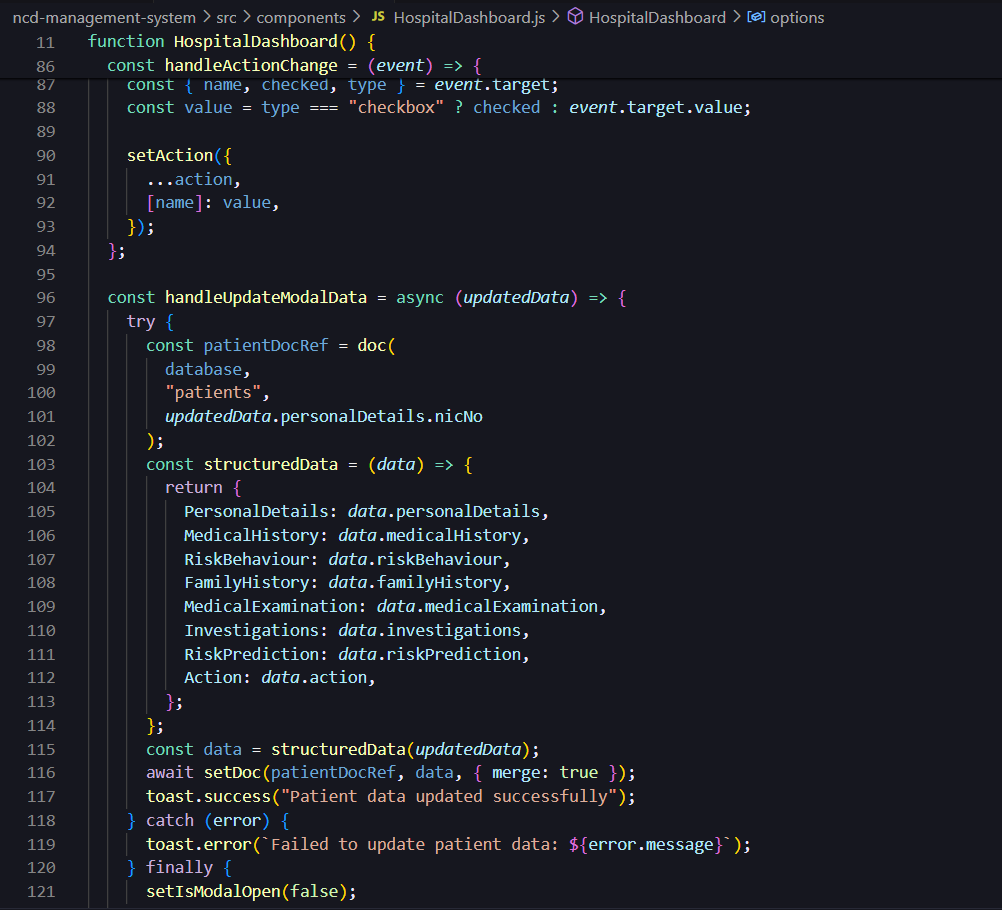 ncd-management-system > src > components > JS HospitalDashboard.js > HospitalDashboard > options
11 function HospitalDashboard() {
86 const handleActionChange = (event) => {
87 const { name, checked, type } = event.target;
88 const value = type === "checkbox" ? checked : event.target.value;
89
90 setAction({
91 ...action,
92 [name]: value,
93 });
94 };
95
96 const handleUpdateModalData = async (updatedData) => {
97 try {
98 const patientDocRef = doc(
99 database,
100 "patients",
101 updatedData.personalDetails.nicNo
102 );
103 const structuredData = (data) => {
104 return {
105 PersonalDetails: data.personalDetails,
106 MedicalHistory: data.medicalHistory,
107 RiskBehaviour: data.riskBehaviour,
108 FamilyHistory: data.familyHistory,
109 MedicalExamination: data.medicalExamination,
110 Investigations: data.investigations,
111 RiskPrediction: data.riskPrediction,
112 Action: data.action,
113 };
114 };
115 const data = structuredData(updatedData);
116 await setDoc(patientDocRef, data, { merge: true });
117 toast.success("Patient data updated successfully");
118 } catch (error) {
119 toast.error(`Failed to update patient data: ${error.message}`);
120 } finally {
121 setIsModalOpen(false);